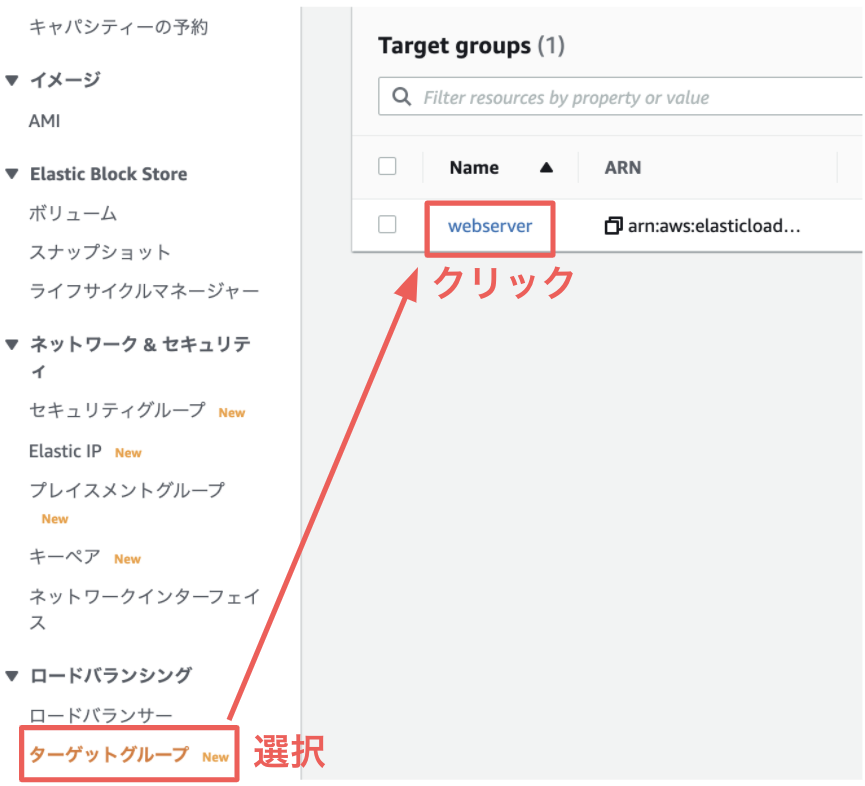 キャパシティーの予約
イメージ
AMI
Elastic Block Store
ボリューム
スナップショット
ライフサイクルマネージャー
ネットワーク & セキュリテ
ィ
セキュリティグループ New
Elastic IP New
プレイスメントグループ
New
キーペア New
ネットワークインターフェイ
ス
ロードバランシング
ロードバランサー
ターゲットグループ New
選択
Target groups (1)
Filter resources by property or value
Name ARN
webserver arn:aws:elasticload...
クリック